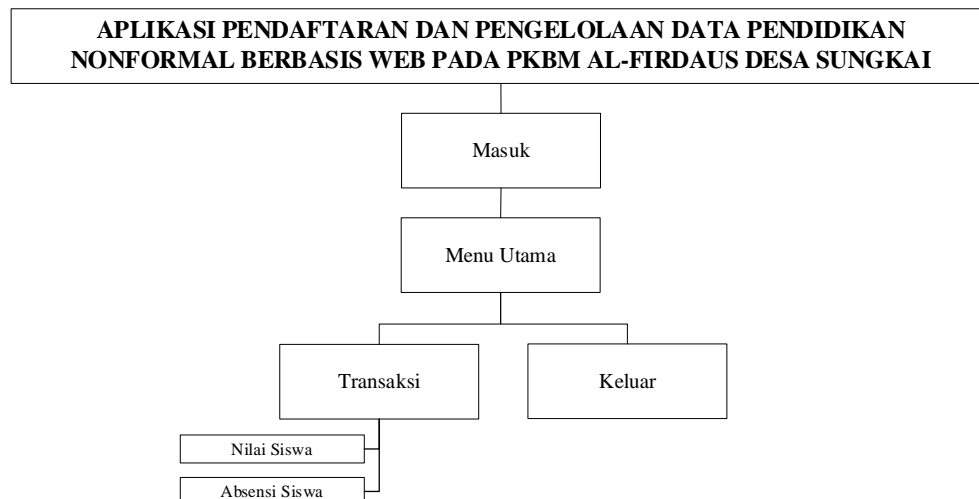 APLIKASI PENDAFTARAN DAN PENGELOLAAN DATA PENDIDIKAN
NONFORMAL BERBASIS WEB PADA PKBM AL-FIRDAUS DESA SUNGKAI
Masuk
Menu Utama
Transaksi
Keluar
Nilai Siswa
Absensi Siswa